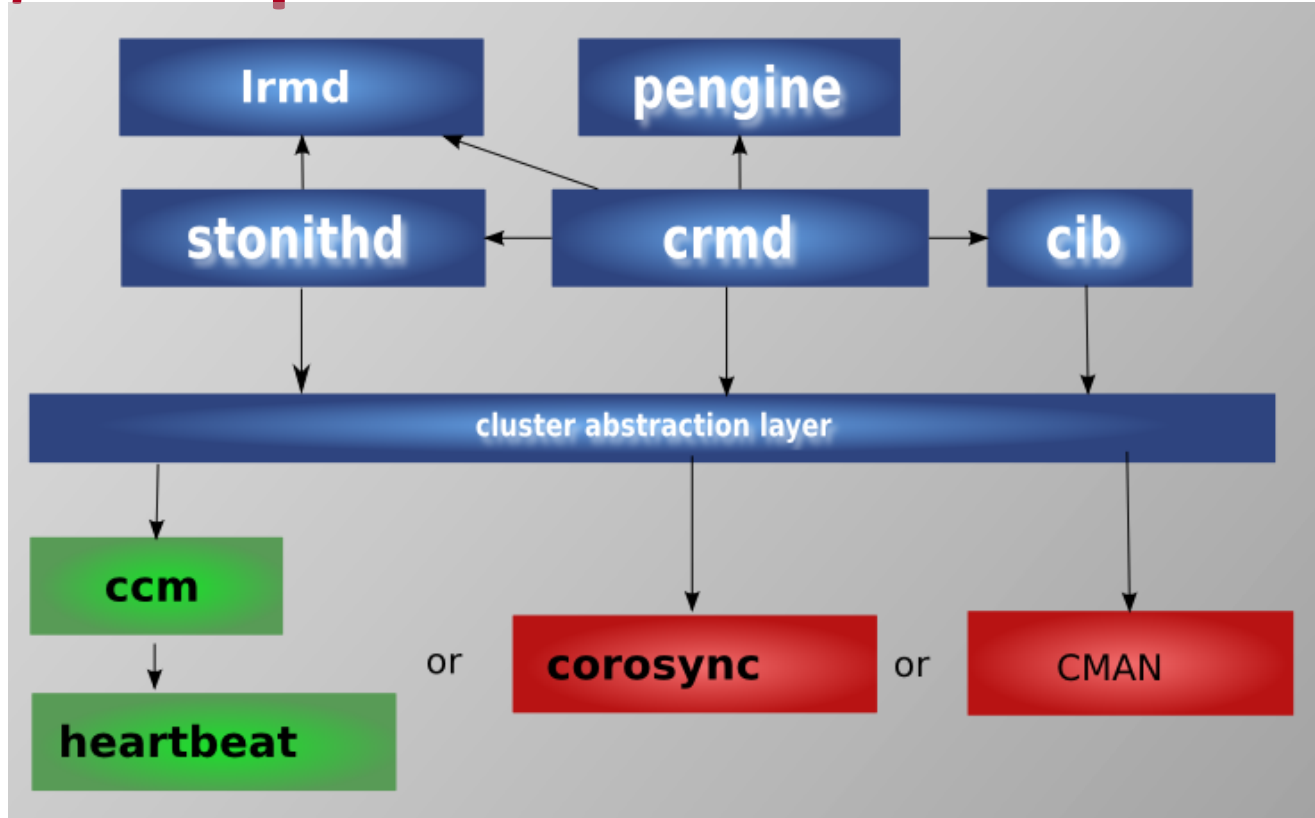 lrmd
pengine
stonithd
crmd
cib
cluster abstraction layer
ccm
or
corosync
or
CMAN
heartbeat